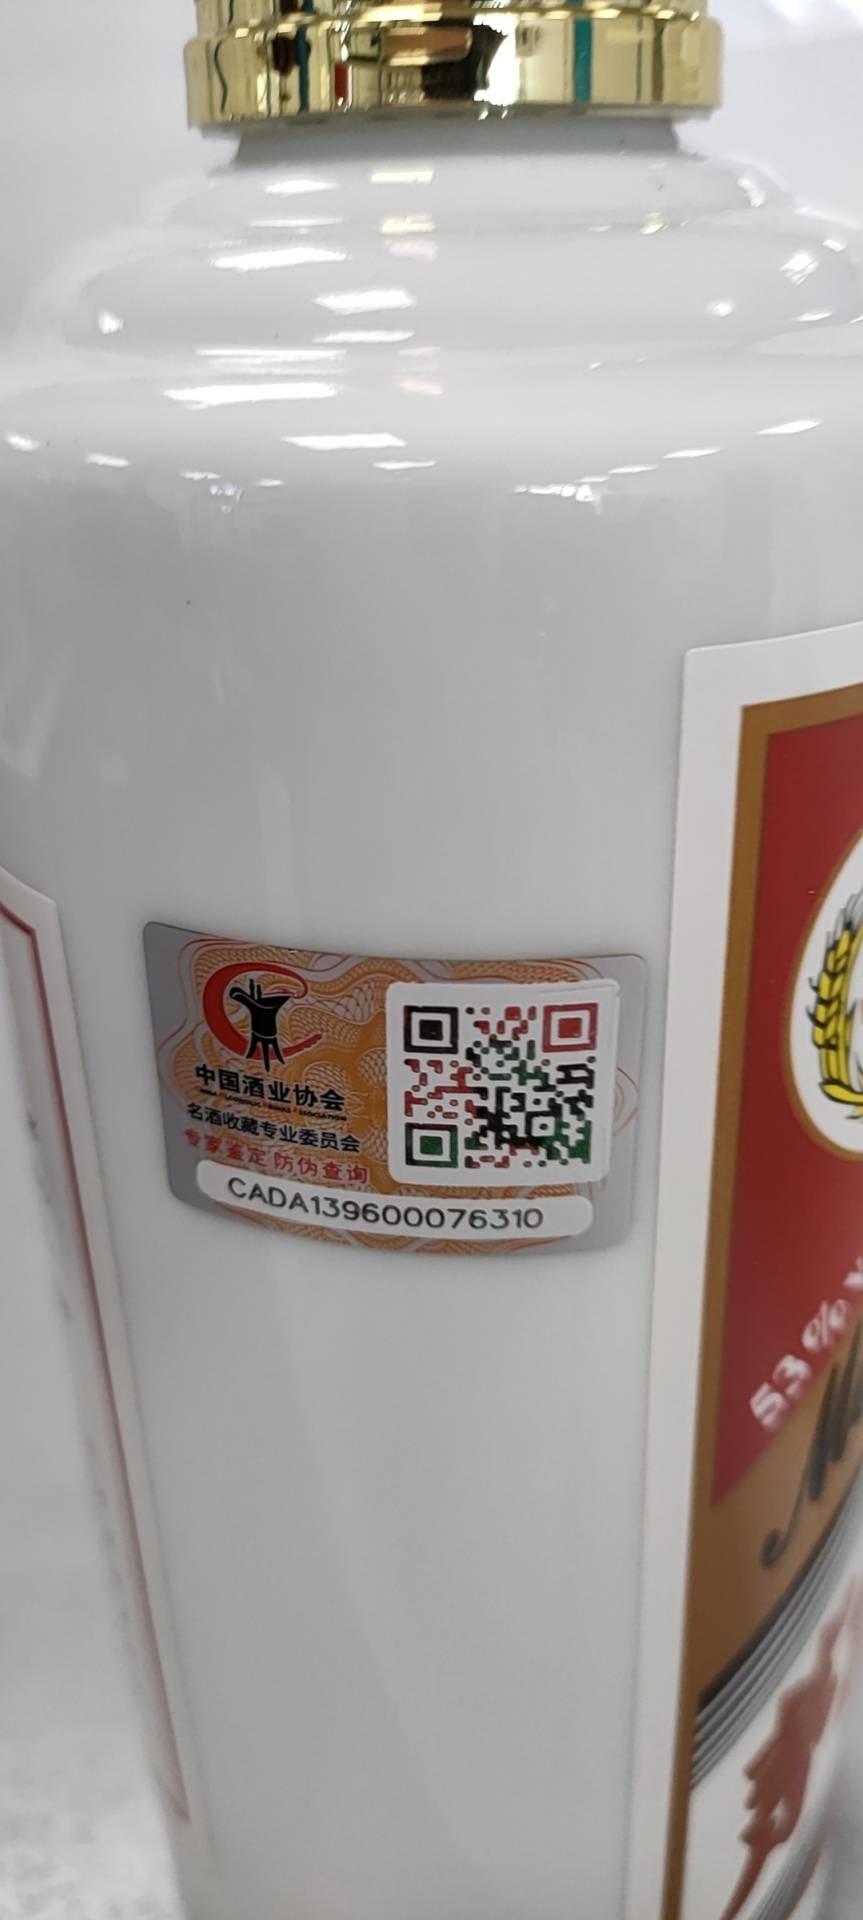 中国酒业协会
名酒收藏专业委员会
专家鉴定 防伪查询
CADA139600076310
53%